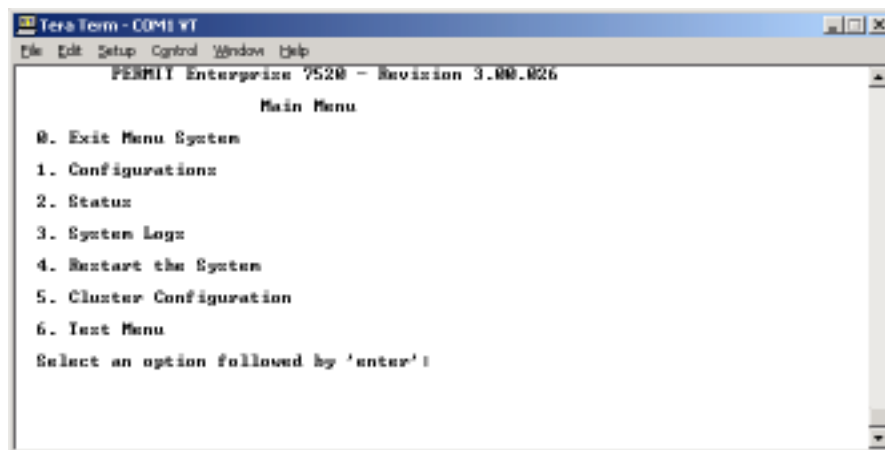 Tera Term - COM1 VT
File Edit Setup Control Window Help
PERMIT Enterprise 7520 - Revision 3.00.026
Main Menu
0. Exit Menu System
1. Configurations
2. Status
3. System Logs
4. Restart the System
5. Cluster Configuration
6. Test Menu
Select an option followed by 'enter':